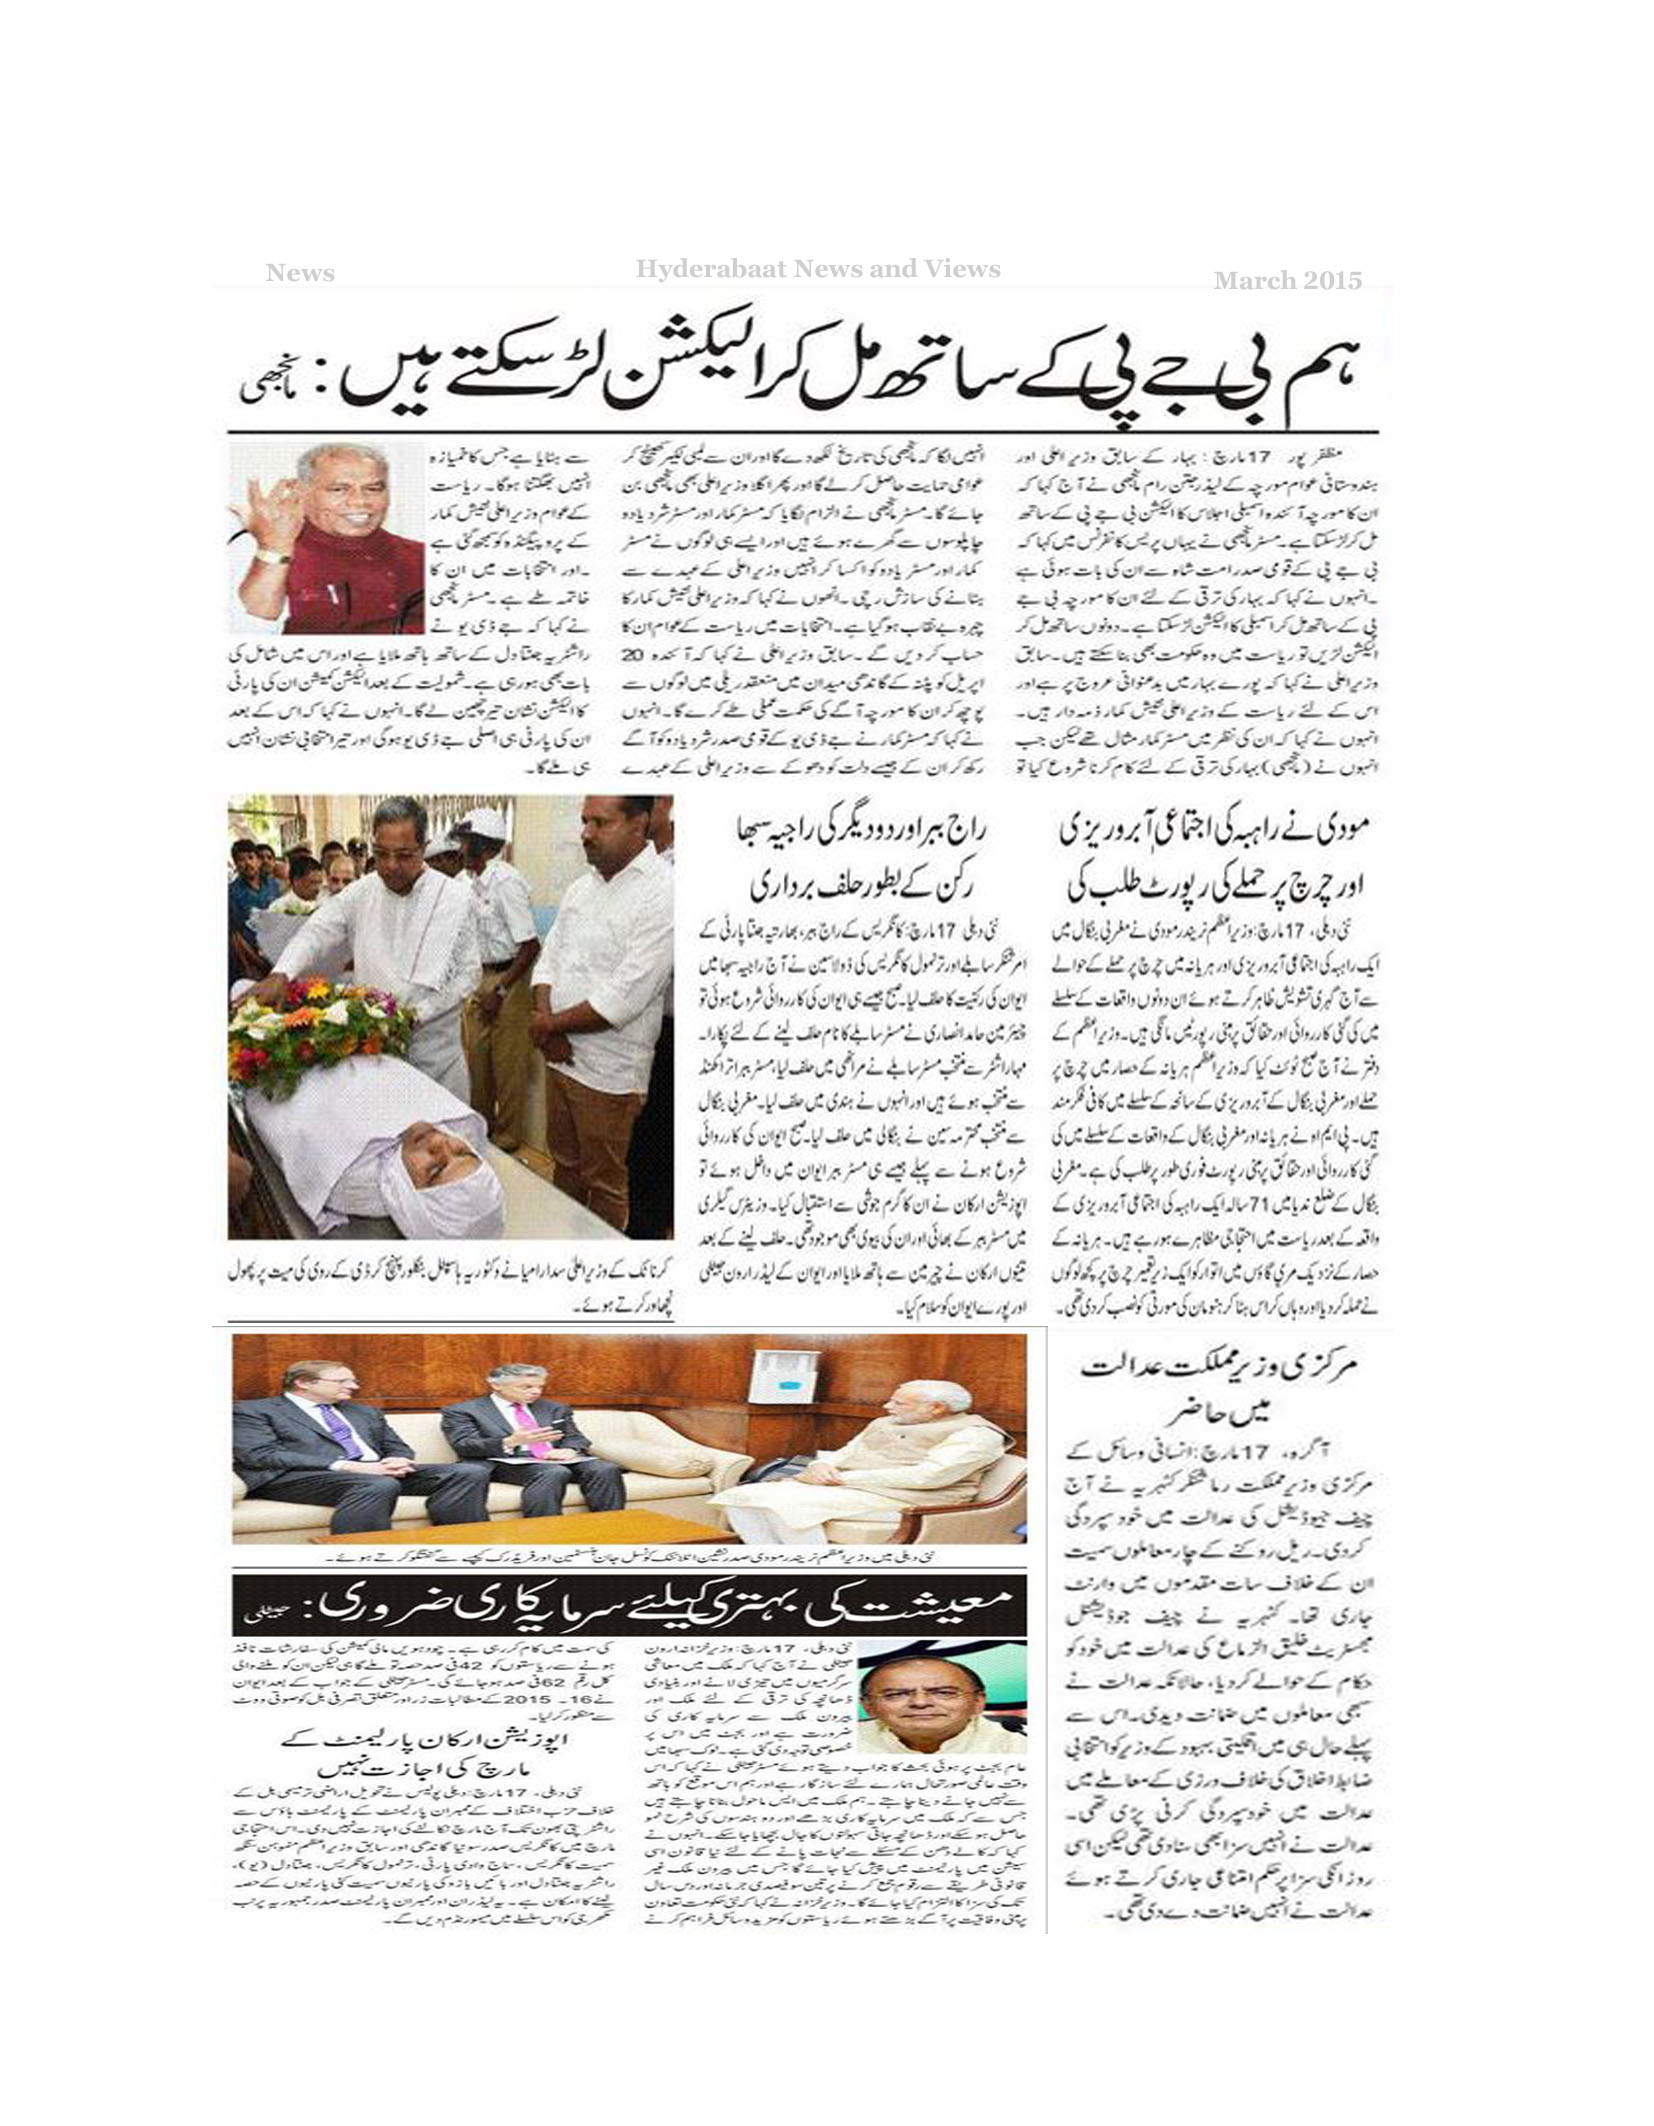 News
Hyderabaat News and Views
March 2015
ہم بی جے پی کے ساتھ مل کر الیکشن لڑ سکتے ہیں: مانجھی
مظفر پور 17 مارچ: بہار کے سابق وزیر اعلی اور
ہندوستانی عوام مورچہ کے لیڈر جیتن رام مانجھی نے آج کہا کہ
ان کا مورچہ آئندہ اسمبلی اجلاس کا الیکشن بی جے پی کے ساتھ
مل کر لڑ سکتا ہے۔ مسٹر مانجھی نے یہاں پریس کانفرنس میں کہا کہ
بی جے پی کے قومی صدر امت شاہ سے ان کی بات ہوئی ہے
۔انہوں نے کہا کہ بہار کی ترقی کے لئے ان کا مورچہ بی جے
پی کے ساتھ مل کر اسمبلی کا الیکشن لڑ سکتا ہے۔ دونوں ساتھ مل کر
الیکشن لڑیں تو ریاست میں وہ حکومت بھی بنا سکتے ہیں۔ سابق
وزیر اعلی نے کہا کہ پورے بہار میں بدعنوانی عروج پر ہے اور
اس کے لئے ریاست کے وزیر اعلی نتیش کمار ذمہ دار ہیں۔
انہوں نے کہا کہ ان کی نظر میں مسٹر کمار مثال تھے لیکن جب
انہوں نے (مانجھی) بہار کی ترقی کے لئے کام کرنا شروع کیا تو
انہیں لگا کہ مانجھی کی تاریخ لکھ دے گا اور ان سے لمبی لکیر کھینچ کر
عوامی حمایت حاصل کر لے گا اور پھر اگلا وزیر اعلی بھی مانجھی بن
جائے گا۔ مسٹر مانجھی نے الزام لگایا کہ مسٹر کمار اور مسٹر شرد یادو
چاپلوسوں سے گھرے ہوئے ہیں اور ایسے ہی لوگوں نے مسٹر
کمار اور مسٹر یادو کو اکسا کر انہیں وزیر اعلی کے عہدے سے
ہٹانے کی سازش رچی۔ انھوں نے کہا کہ وزیر اعلی نتیش کمار کا
چہرہ بے نقاب ہو گیا ہے۔ انتخابات میں ریاست کے عوام ان کا
حساب کر دیں گے۔ سابق وزیر اعلی نے کہا کہ آئندہ 20
اپریل کو پٹنہ کے گاندھی میدان میں منعقد ریلی میں لوگوں سے
پوچھ کر ان کا مورچہ آگے کی حکمت عملی طے کرے گا۔ انہوں
نے کہا کہ مسٹر کمار نے جے ڈی یو کے قومی صدر شرد یادو کو آگے
رکھ کر ان کے جیسے دلت کو دھوکے سے وزیر اعلی کے عہدے
سے ہٹایا ہے جس کا خمیازہ
انہیں بھگتنا ہوگا۔ ریاست
کے عوام وزیر اعلی نتیش کمار
کے پروپیگنڈہ کو سمجھ گئی ہے
۔اور انتخابات میں ان کا
خاتمہ طے ہے۔ مسٹر مانجھی
نے کہا کہ جے ڈی یو نے
راشٹریہ جنتا دل کے ساتھ ہاتھ ملایا ہے اور اس میں شامل کی
بات بھی ہو رہی ہے۔ شمولیت کے بعد الیکشن کمیشن ان کی پارٹی
کا الیکشن نشان تیر چھین لے گا۔ انہوں نے کہا کہ اس کے بعد
ان کی پارٹی ہی اصلی جے ڈی یو ہوگی اور تیر انتخابی نشان انہیں
ہی ملے گا۔
مودی نے راہبہ کی اجتماعی آبروریزی
اور چرچ پر حملے کی رپورٹ طلب کی
نئی دہلی، 17 مارچ: وزیر اعظم نریندر مودی نے مغربی بنگال میں
ایک راہبہ کی اجتماعی آبروریزی اور ہریانہ میں چرچ پر حملے کے حوالے
سے آج گہری تشویش ظاہر کرتے ہوئے ان دونوں واقعات کے سلسلے
میں کی گئی کارروائی اور حقائق پر مبنی رپورٹیں مانگی ہیں۔ وزیر اعظم کے
دفتر نے آج صبح ٹوئٹ کیا کہ وزیر اعظم ہریانہ کے حصار میں چرچ پر
حملے اور مغربی بنگال کے آبروریزی کے سانحہ کے سلسلے میں کافی فکرمند
ہیں۔ پی ایم او نے ہریانہ اور مغربی بنگال کے واقعات کے سلسلے میں کی
گئی کارروائی اور حقائق پر مبنی رپورٹ فوری طور پر طلب کی ہے۔ مغربی
بنگال کے ضلع ندیا میں 71 سالہ ایک راہبہ کی اجتماعی آبروریزی کے
واقعہ کے بعد ریاست میں احتجاجی مظاہرے ہو رہے ہیں۔ ہریانہ کے
حصار کے نزدیک مری گاؤں میں اتوار کو ایک زیر تعمیر چرچ پر کچھ لوگوں
نے حملہ کر دیا اور وہاں کراس ہٹا کر ہنومان کی مورتی کو نصب کر دی تھی۔
راج ببر اور دو دیگر کی راجیہ سبھا
رکن کے بطور حلف برداری
نئی دہلی 17 مارچ: کانگریس کے راج ببر، بھارتیہ جنتا پارٹی کے
امر شنکر سابلے اور ترنمول کانگریس کی ڈولا سین نے آج راجیہ سبھا میں
ایوان کی رکنیت کا حلف لیا۔ صبح جیسے ہی ایوان کی کارروائی شروع ہوئی تو
چیئرمین حامد انصاری نے مسٹر سابلے کا نام حلف لینے کے لئے پکارا۔
مہاراشٹر سے منتخب مسٹر سابلے نے مراٹھی میں حلف لیا، مسٹر ببر اتراکھنڈ
سے منتخب ہوئے ہیں اور انہوں نے ہندی میں حلف لیا۔ مغربی بنگال
سے منتخب محترمہ سین نے بنگالی میں حلف لیا۔ صبح ایوان کی کارروائی
شروع ہونے سے پہلے جیسے ہی مسٹر ببر ایوان میں داخل ہوئے تو
اپوزیشن ارکان نے ان کا گرم جوشی سے استقبال کیا۔ وزیٹرس گیلری
میں مسٹر ببر کے بھائی اور ان کی بیوی بھی موجود تھی۔ حلف لینے کے بعد
تینوں ارکان نے چیرمین سے ہاتھ ملایا اور ایوان کے لیڈر ارون جیٹلی
اور پورے ایوان کو سلام کیا۔
کرناٹک کے وزیر اعلیٰ سدارامیا نے وکٹوریہ ہاسپٹل بنگلور پہنچ کر ڈی کے روی کی میت پر پھول
نچھاور کرتے ہوئے۔
مرکزی وزیر مملکت عدالت
میں حاضر
آگرہ، 17 مارچ: انسانی وسائل کے
مرکزی وزیر مملکت رما شنکر کٹھیریہ نے آج
چیف جیوڈیشل کی عدالت میں خود سپردگی
کردی۔ ریل روکنے کے چار معاملوں سمیت
ان کے خلاف سات مقدموں میں وارنٹ
جاری تھا۔ کٹھیریہ نے چیف جوڈیشل
مجسٹریٹ خلیق الزماع کی عدالت میں خود کو
حکام کے حوالے کر دیا، حالانکہ عدالت نے
سبھی معاملوں میں ضمانت دیدی۔ اس سے
پہلے حال ہی میں اقلیتی بہبود کے وزیر کو انتخابی
ضابطہ اخلاق کی خلاف ورزی کے معاملے میں
عدالت میں خود سپردگی کرنی پڑی تھی۔
عدالت نے انہیں سزا بھی سنا دی تھی لیکن اسی
روز انکی سزا پر حکم امتناعی جاری کرتے ہوئے
عدالت نے انہیں ضمانت دے دی تھی۔
نئی دہلی میں وزیر اعظم نریندر مودی صدر نشین اٹلانٹک کونسل جان ہنٹسمین اور فریڈرک کیمپے سے گفتگو کرتے ہوئے۔
معیشت کی بہتری کیلئے سرمایہ کاری ضروری: جیٹلی
نئی دہلی، 17 مارچ: وزیر خزانہ ارون
جیٹلی نے آج کہا کہ ملک میں معاشی
سرگرمیوں میں تیزی لانے اور بنیادی
ڈھانچہ کی ترقی کے لئے ملک اور
بیرون ملک سے سرمایہ کاری کی
ضرورت ہے اور بجٹ میں اس پر
خصوصی توجہ دی گئی ہے۔ لوک سبھا میں
عام بجٹ پر ہوئی بحث کا جواب دیتے ہوئے مسٹر جیٹلی نے کہا کہ اس
وقت عالمی صورتحال ہمارے لئے سازگار ہے اور ہم اس موقع کو ہاتھ
سے نہیں جانے دینا چاہتے۔ ہم ملک میں ایسا ماحول بنانا چاہتے ہیں
جس سے کہ ملک میں سرمایہ کاری بڑھے اور دو ہندسوں کی شرح نمو
حاصل ہو سکے اور ڈھانچہ جاتی سہولتوں کا جال بچھایا جا سکے۔ انہوں نے
کہا کہ کالے دھن کے مسئلے سے نجات پانے کے لئے نیا قانون اسی
سیشن میں پارلیمنٹ میں پیش کیا جائے گا جس میں بیرون ملک غیر
قانونی طریقے سے رقوم جمع کرنے پر تین سو فیصدی جرمانہ اور دس سال
تک کی سزا کا التزام کیا جائے گا۔ وزیر خزانہ نے کہا کہ نئی حکومت تعاون
پر مبنی وفاقیت پر آگے بڑھتے ہوئے ریاستوں کو مزید وسائل فراہم کرنے
کی سمت میں کام کر رہی ہے۔ چودہویں مالی کمیشن کی سفارشات نافذ
ہونے سے ریاستوں کو 42 فی صد حصہ تو ملے گا ہی لیکن ان کو ملنے والی
کل رقم 62 فی صد ہو جائے گی۔ مسٹر جیٹلی کے جواب کے بعد ایوان
نے 16۔ 2015 کے مطالبات زر اور متعلق تصرفی بل کو صوتی ووٹ
سے منظور کر لیا۔
اپوزیشن ارکان پارلیمنٹ کے
مارچ کی اجازت نہیں
نئی دہلی، 17 مارچ: دہلی پولیس نے تحویل اراضی ترمیمی بل کے
خلاف حزب اختلاف کے ممبران پارلیمنٹ کے پارلیمنٹ ہاؤس سے
راشٹرپتی بھون تک آج مارچ نکالنے کی اجازت نہیں دی۔ اس احتجاجی
مارچ میں کانگریس صدر سونیا گاندھی اور سابق وزیر اعظم منموہن سنگھ
سمیت کانگریس، سماج وادی پارٹی، ترنمول کانگریس، جنتا دل (یو)،
راشٹریہ جنتا دل اور بائیں بازو کی پارٹیوں سمیت کئی پارٹیوں کے حصہ
لینے کا امکان ہے۔ یہ لیڈران اور ممبران پارلیمنٹ صدر جمہوریہ پرنب
مکھرجی کو اس سلسلے میں میمورنڈم دیں گے۔